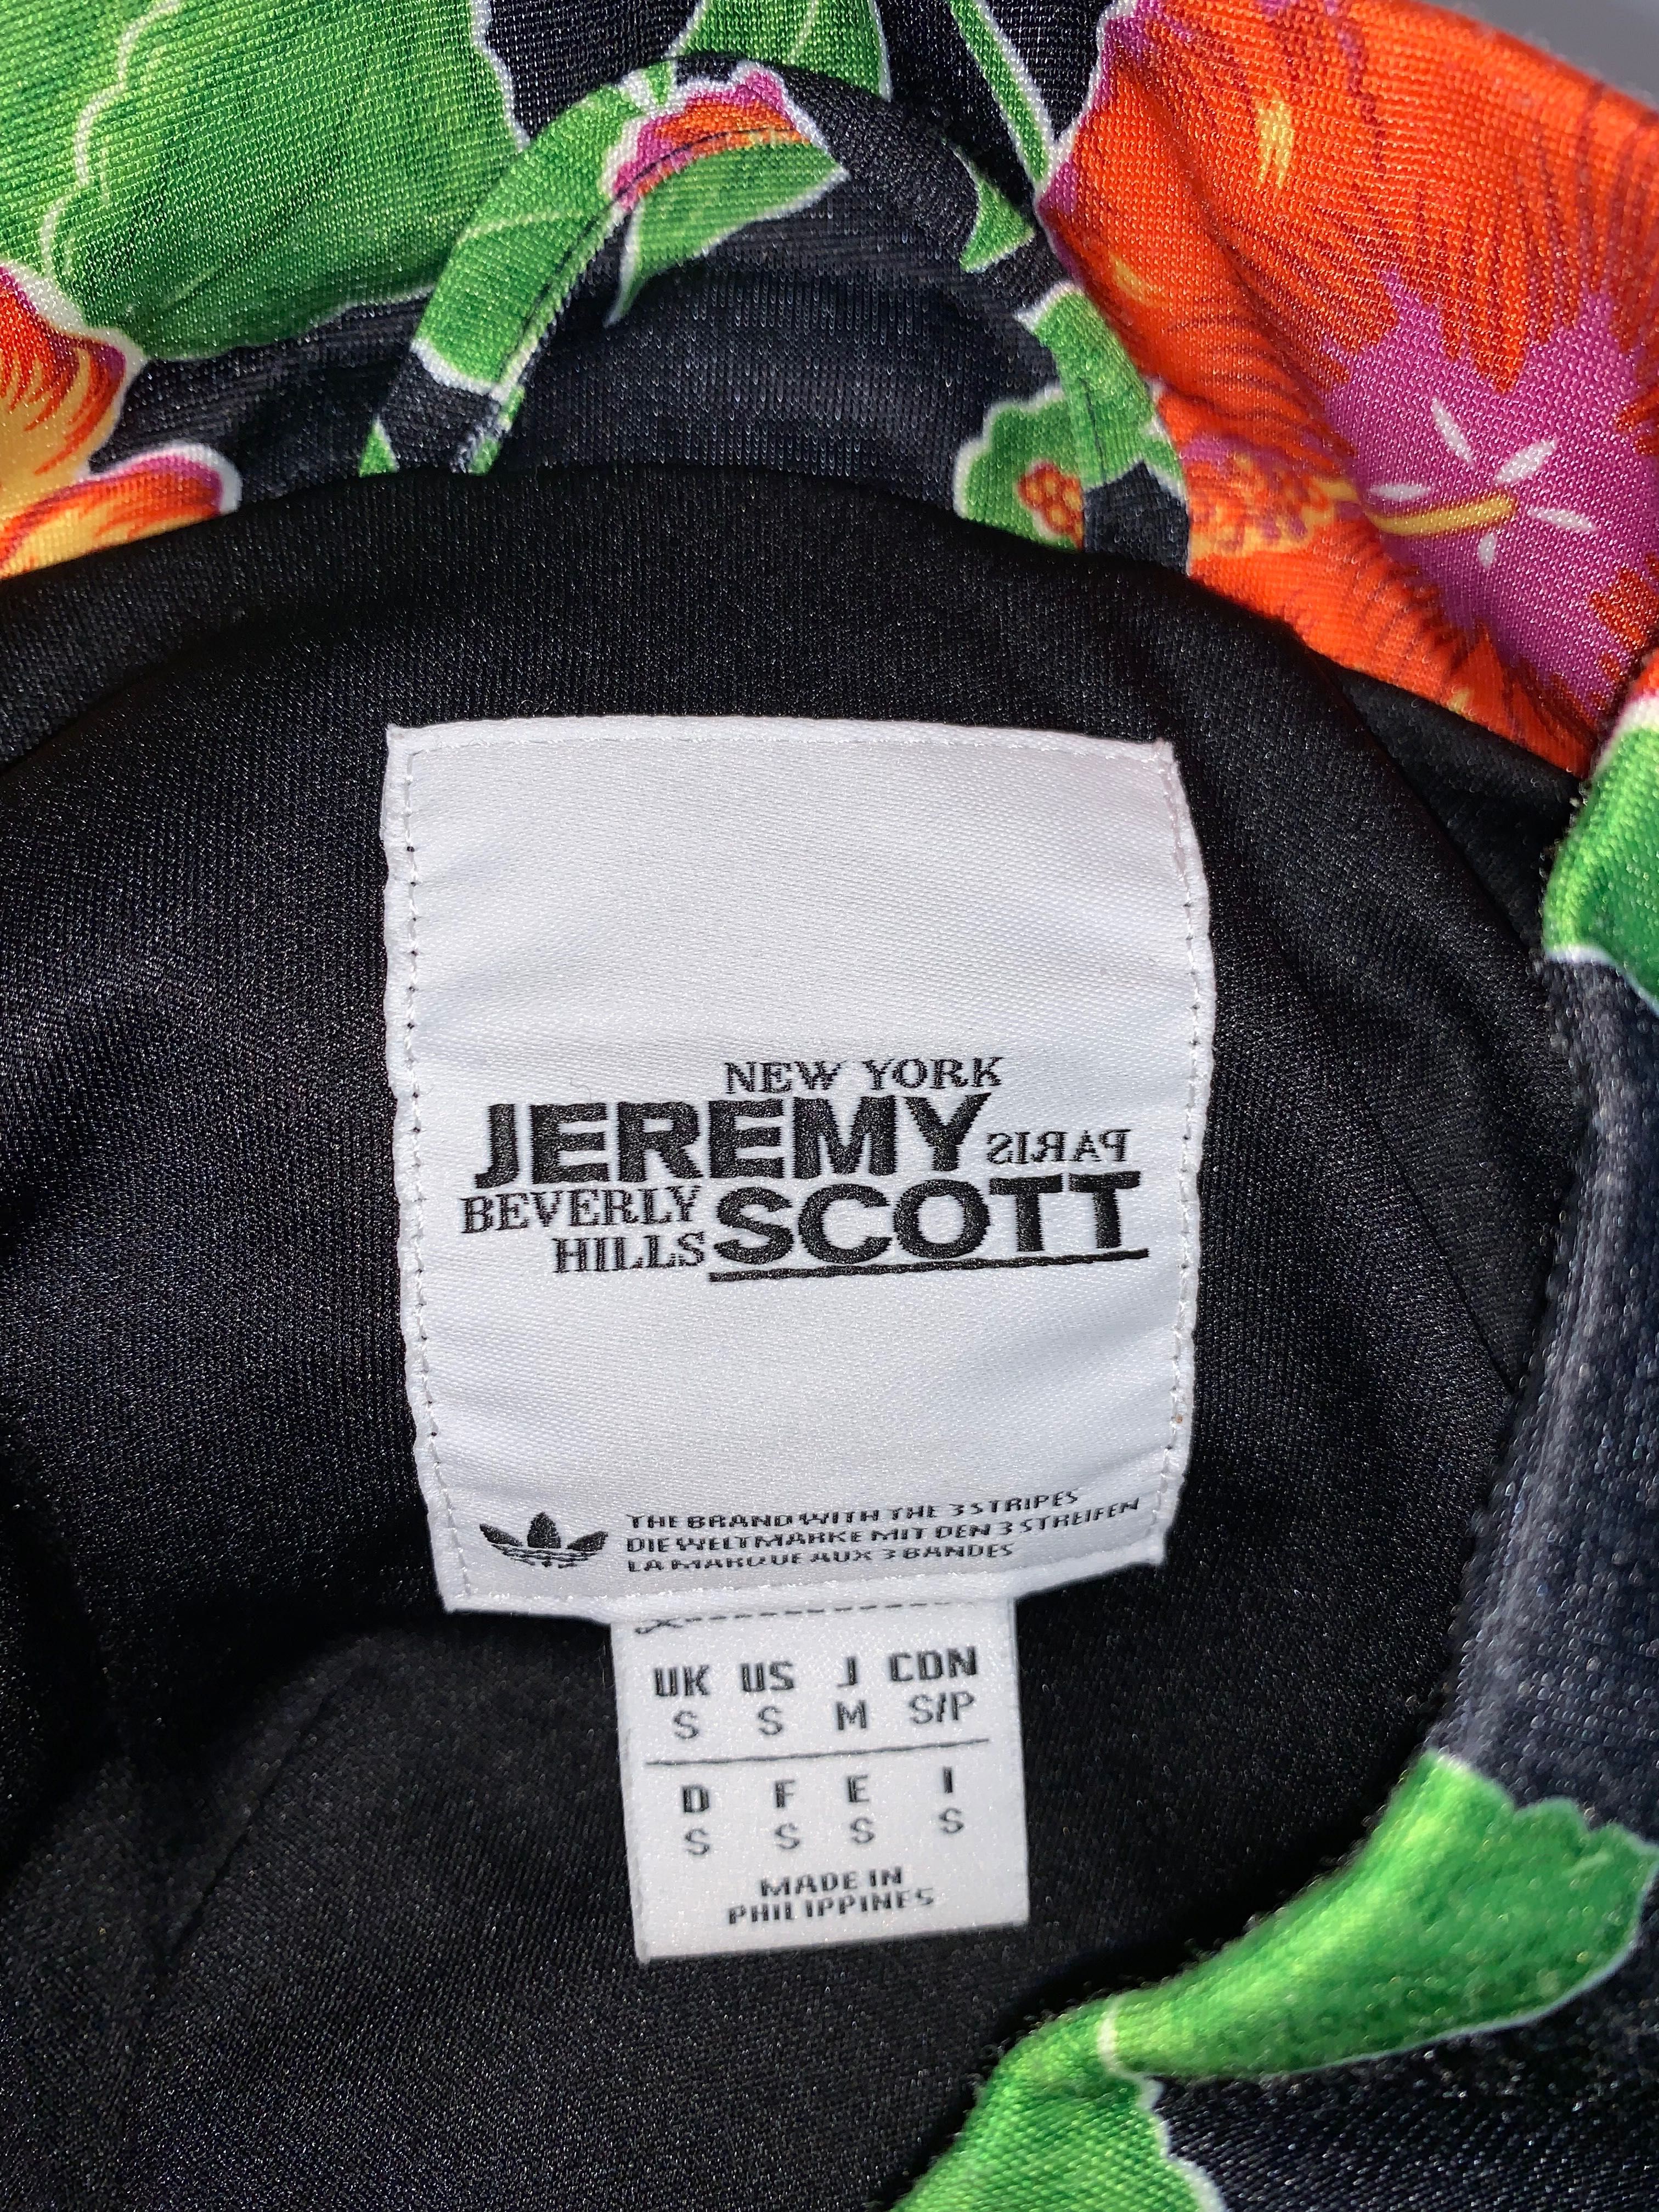 NEW YORK
JEREMY PARIS
BEVERLY SCOTT
HILLS
THE BRAND WITH THE 3 STRIPES
DIE WELTMARKE MIT DEN 3 STREIFEN
LA MARQUE AUX 3 BANDES
UK US J CDN
S S M S/P
D F E I
S S S S
MADE IN
PHILIPPINES